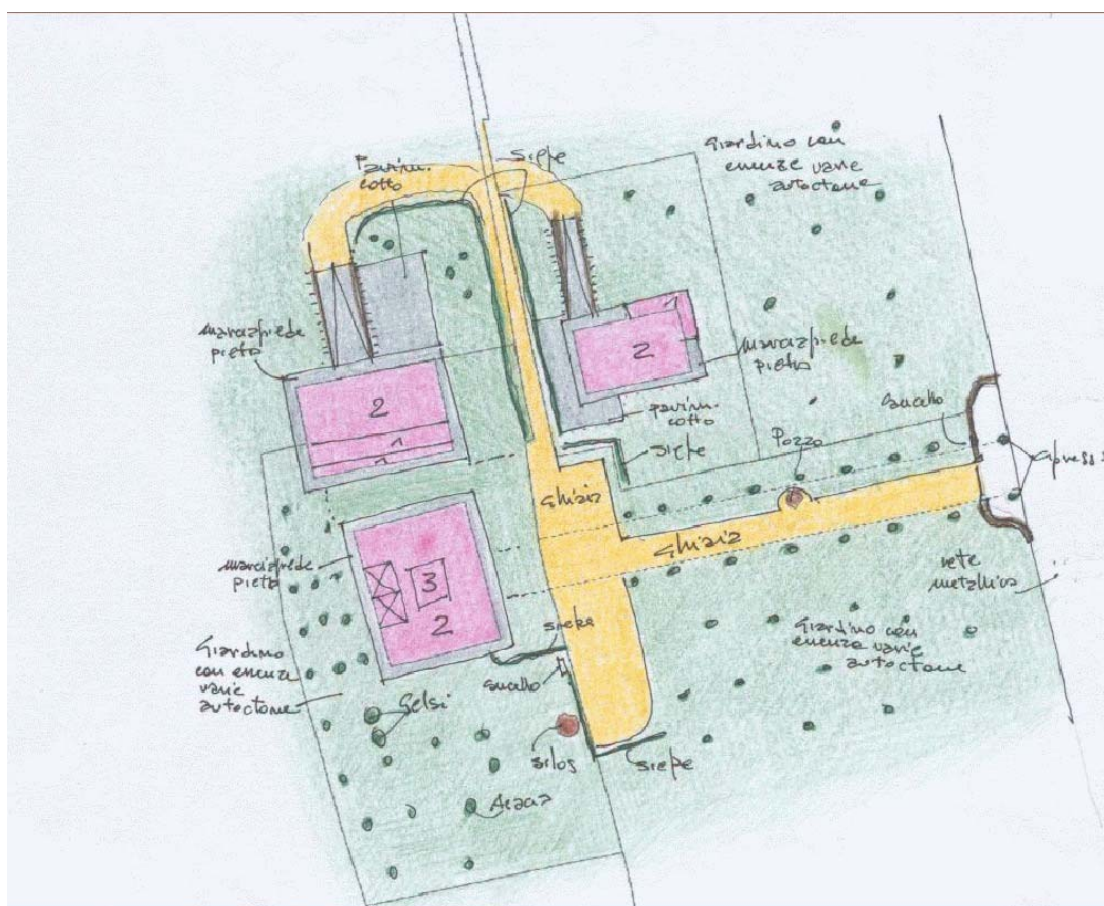 Giardino con
essenze varie
autoctone
siepe
Pavim.
cotto
marciapiede
pietra
2
2
marciapiede
pietra
pavim.
cotto
siepe
Pozzo
cancello
cipressi
Ghiaia
Ghiaia
marciapiede
pietra
3
2
rete
metallica
siepe
Giardino con
essenze varie
autoctone
Giardino
con essenze
varie
autoctone
cancello
Gelsi
silos
siepe
Acacia